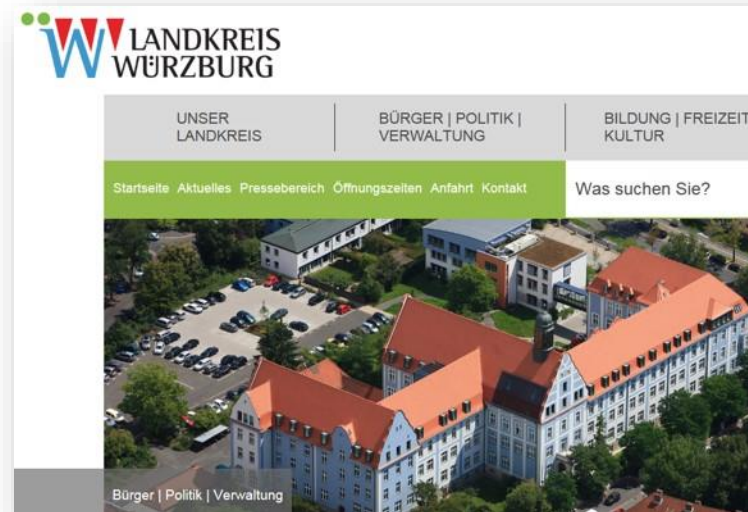 LANDKREIS
WÜRZBURG
UNSER
LANDKREIS
BÜRGER | POLITIK |
VERWALTUNG
BILDUNG | FREIZEIT
KULTUR
Startseite Aktuelles Pressebereich Öffnungszeiten Anfahrt Kontakt
Was suchen Sie?
Bürger | Politik | Verwaltung